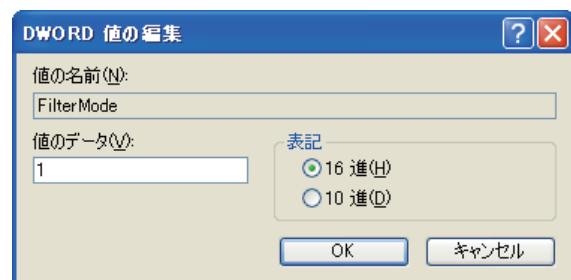 DWORD 値の編集
値の名前(N):
FilterMode
値のデータ(V):
表記
1
16 進(H)
10 進(D)
OK キャンセル